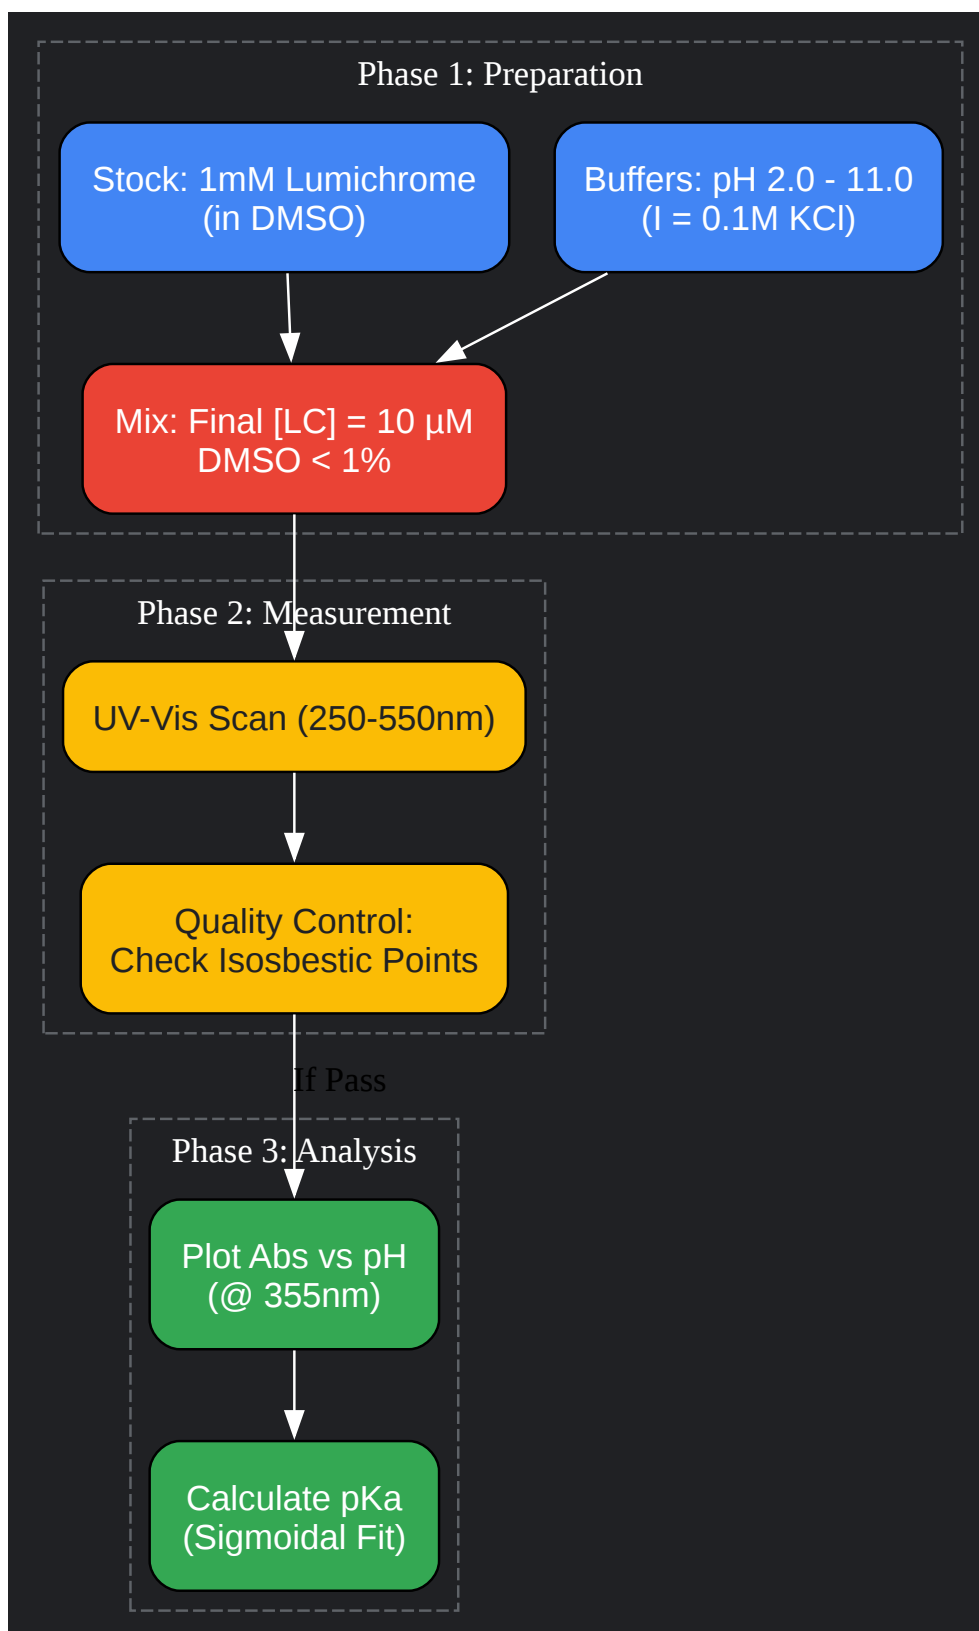 Phase 1: Preparation
Stock: 1mM Lumichrome
(in DMSO)
Buffers: pH 2.0 - 11.0
(I = 0.1M KCl)
Mix: Final [LC] = 10 µM
DMSO < 1%
Phase 2: Measurement
UV-Vis Scan (250-550nm)
Quality Control:
Check Isosbestic Points
If Pass
Phase 3: Analysis
Plot Abs vs pH
(@ 355nm)
Calculate pKa
(Sigmoidal Fit)